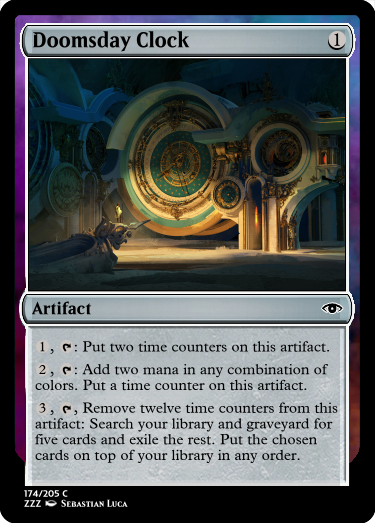 Doomsday Clock 1
Artifact
1, : Put two time counters on this artifact.
2, : Add two mana in any combination of
colors. Put a time counter on this artifact.
3, , Remove twelve time counters from this
artifact: Search your library and graveyard for
five cards and exile the rest. Put the chosen
cards on top of your library in any order.
174/205 C
ZZZ Sebastian Luca